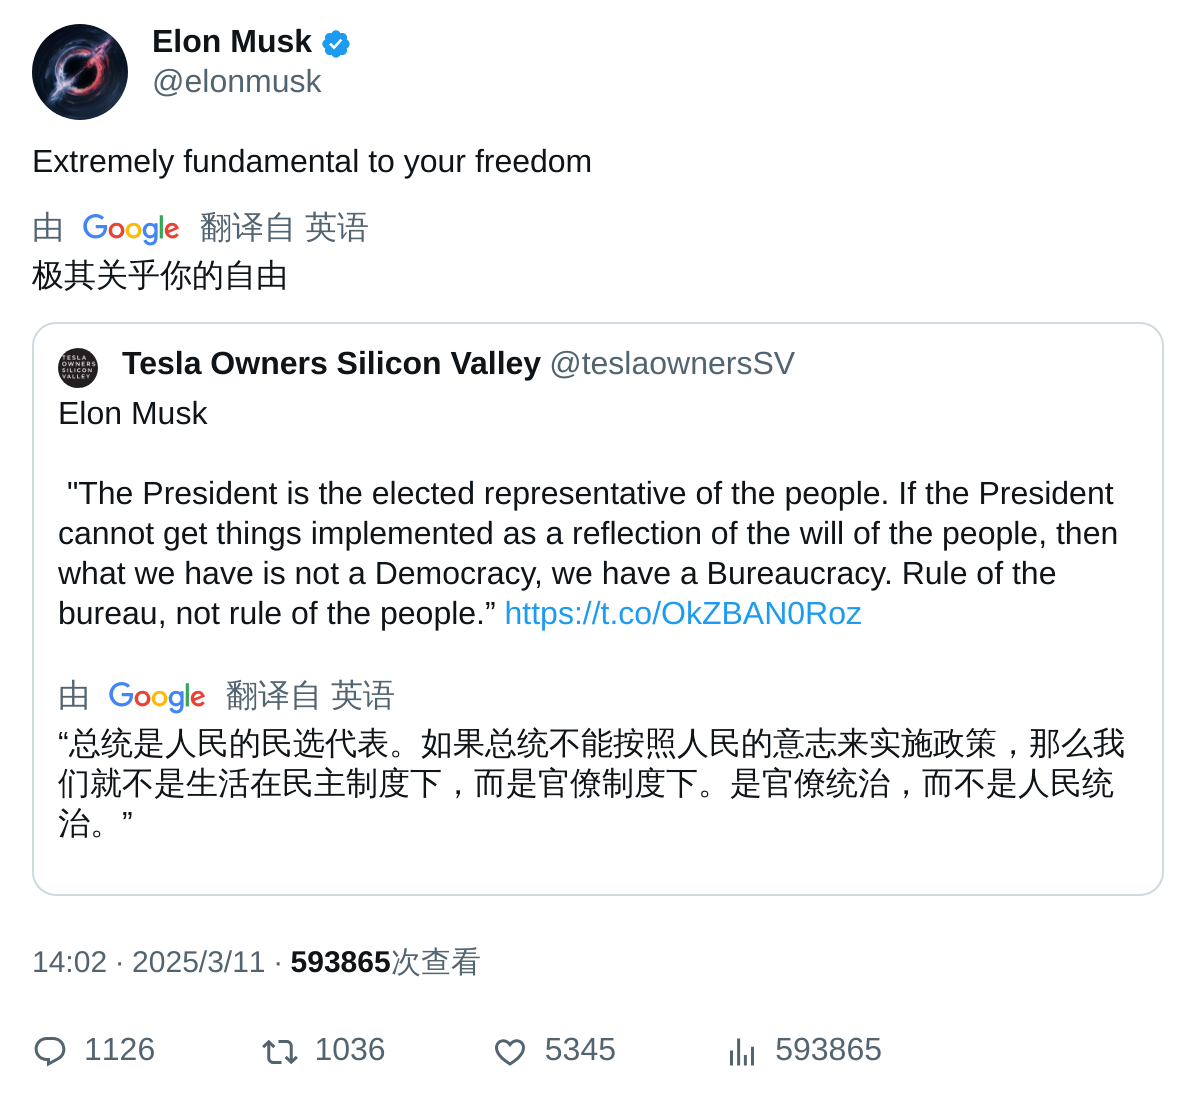 Elon Musk
@elonmusk
Extremely fundamental to your freedom
由 Google 翻译自 英语
极其关乎你的自由
TESLA
OWNERS
SILICON
VALLEY
Tesla Owners Silicon Valley @teslaownersSV
Elon Musk
"The President is the elected representative of the people. If the President
cannot get things implemented as a reflection of the will of the people, then
what we have is not a Democracy, we have a Bureaucracy. Rule of the
bureau, not rule of the people.” https://t.co/OkZBAN0Roz
由 Google 翻译自 英语
“总统是人民的民选代表。如果总统不能按照人民的意志来实施政策，那么我
们就不是生活在民主制度下，而是官僚制度下。是官僚统治，而不是人民统
治。”
14:02 · 2025/3/11 · 593865次查看
1126 1036 5345 593865